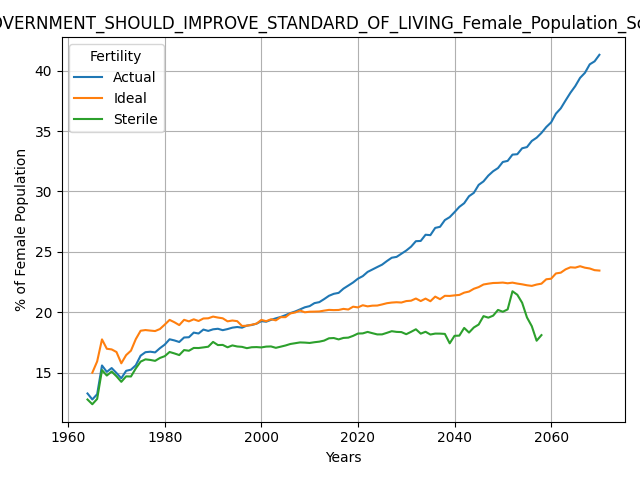 OVERNMENT_SHOULD_IMPROVE_STANDARD_OF_LIVING_Female_Population_So
Fertility
Actual
Ideal
Sterile
% of Female Population
40
35
30
25
20
15
1960
1980
2000
2020
2040
2060
Years